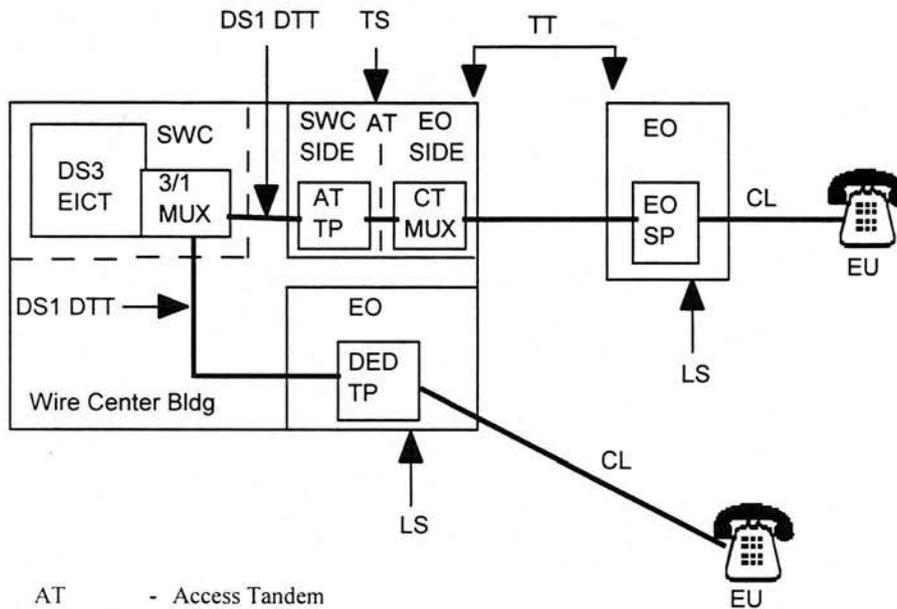 DS1 DTT
TS
TT
SWC
SWC AT EO
SIDE SIDE
EO
DS3
EICT
3/1
MUX
AT
TP
CT
MUX
EO
SP
CL
EU
DS1 DTT
EO
LS
DED
TP
Wire Center Bldg
CL
LS
EU
AT - Access Tandem